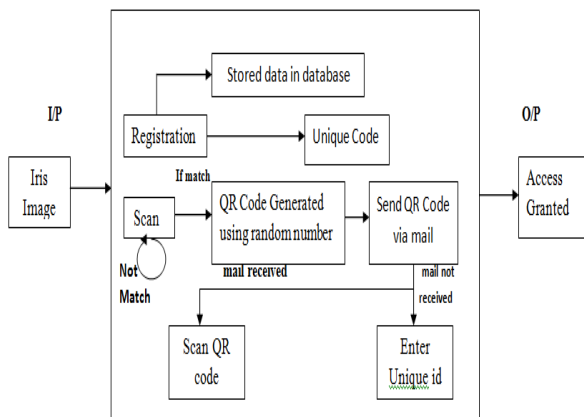 Stored data in database
I/P
O/P
Registration
Unique Code
If match
Iris
Image
Scan
QR Code Generated
using random number
Send QR Code
via mail
Access
Granted
Not
Match
mail received
mail not
received
Scan QR
code
Enter
Unique id